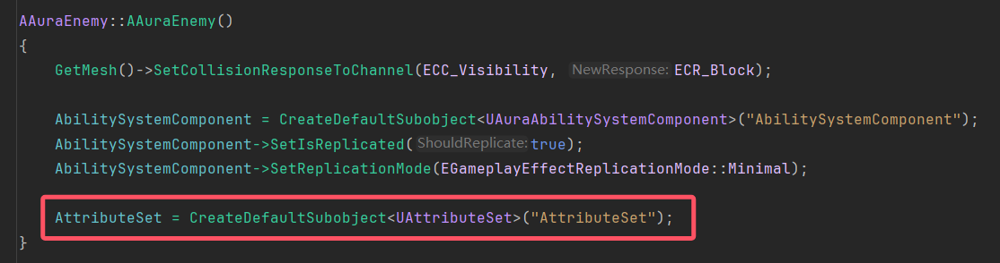 AAuraEnemy::AAuraEnemy()
{
GetMesh()->SetCollisionResponseToChannel(ECC_Visibility, NewResponse: ECR_Block);
AbilitySystemComponent = CreateDefaultSubobject<UAuraAbilitySystemComponent>("AbilitySystemComponent");
AbilitySystemComponent->SetIsReplicated(ShouldReplicate: true);
AbilitySystemComponent->SetReplicationMode(EGameplayEffectReplicationMode::Minimal);
AttributeSet = CreateDefaultSubobject<UAttributeSet>("AttributeSet");
}